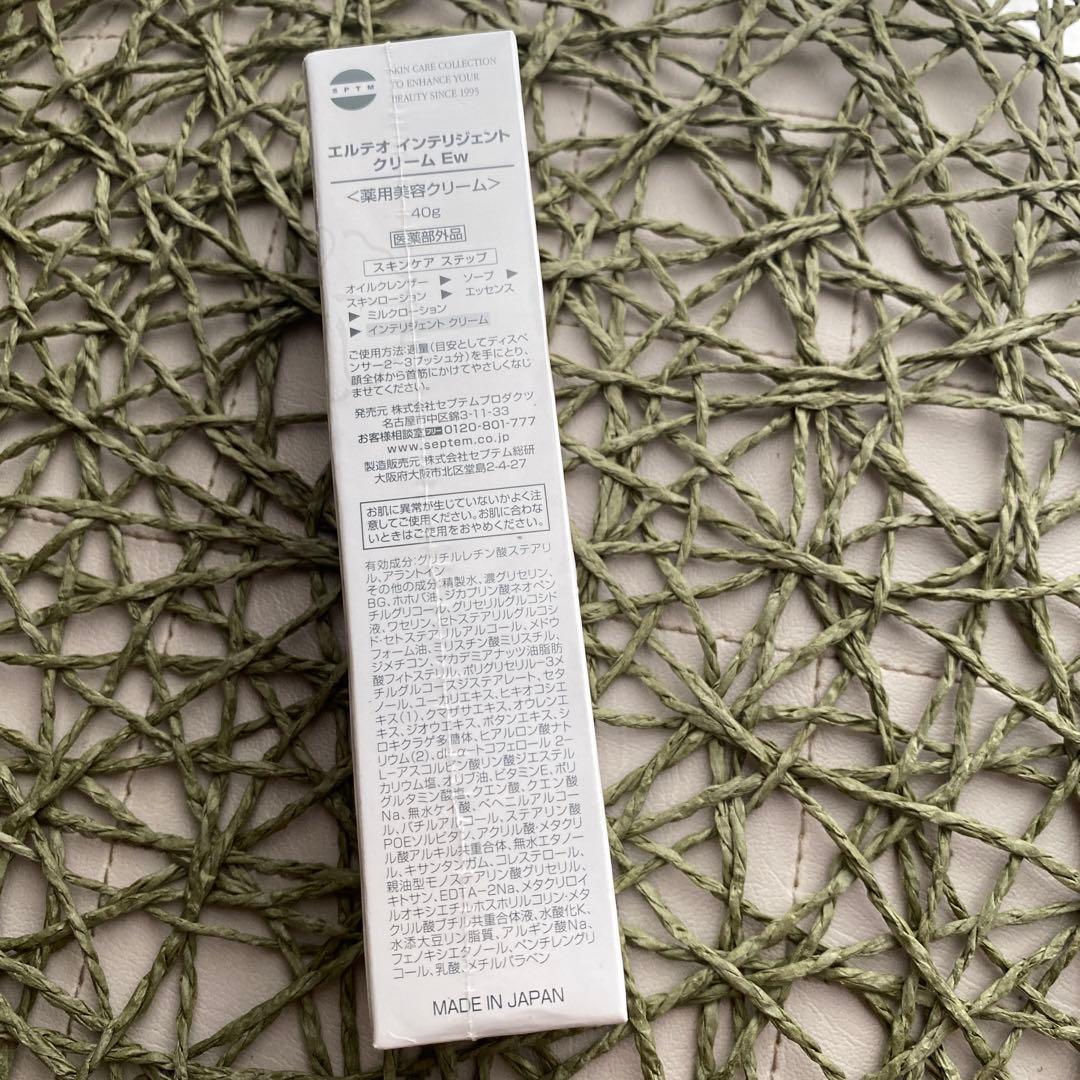 SPTM
SKIN CARE COLLECTION
TO ENHANCE YOUR
BEAUTY SINCE 1995
エルテオ インテリジェント
クリーム Ew
＜薬用美容クリーム＞
40g
医薬部外品
スキンケア ステップ
オイルクレンザー ▶ ソープ ▶
スキンローション ▶ エッセンス
▶ ミルクローション
▶ インテリジェント クリーム
ご使用方法:適量(目安としてディスペ
ンサー2〜3プッシュ分)を手にとり、
顔全体から首筋にかけてやさしくなじ
ませてください。
発売元 株式会社セプテムプロダクツ
名古屋市中区錦3-11-33
お客様相談室 フリー 0120-801-777
www.septem.co.jp
製造販売元 株式会社セプテム総研
大阪府大阪市北区堂島2-4-27
お肌に異常が生じていないかよく注
意してご使用ください。お肌に合わな
いときはご使用をおやめください。
有効成分:グリチルレチン酸ステアリ
ル、アラントイン
その他の成分:精製水、濃グリセリン、
BG、ホホバ油、ジカプリン酸ネオペン
チルグリコール、グリセリルグルコシド
液、ワセリン、セトステアリルグルコシ
ド、セトステアリルアルコール、メドウ
フォーム油、ミリスチン酸ミリスチル、
ジメチコン、マカデミアナッツ油脂肪
酸フィトステリル、ポリグリセリル-3メ
チルグルコースジステアレート、セタ
ノール、ユーカリエキス、ヒキオコシエ
キス(1)、クマザサエキス、オウレンエ
キス、ジオウエキス、ボタンエキス、シ
ロキクラゲ多糖体、ヒアルロン酸ナト
リウム(2)、dl-α-トコフェロール 2-
L-アスコルビン酸リン酸ジエステル
カリウム塩、オリブ油、ビタミンE、ポリ
グルタミン酸塩、クエン酸、クエン酸
Na、無水ケイ酸、ベヘニルアルコー
ル、バチルアルコール、ステアリン酸
POEソルビタン、アクリル酸・メタクリ
ル酸アルキル共重合体、無水エタノー
ル、キサンタンガム、コレステロール、
親油型モノステアリン酸グリセリル、
キトサン、EDTA-2Na、メタクリロイ
ルオキシエチルホスホリルコリン・メタ
クリル酸ブチル共重合体液、水酸化K、
水添大豆リン脂質、アルギン酸Na、
フェノキシエタノール、ペンチレングリ
コール、乳酸、メチルパラベン
MADE IN JAPAN